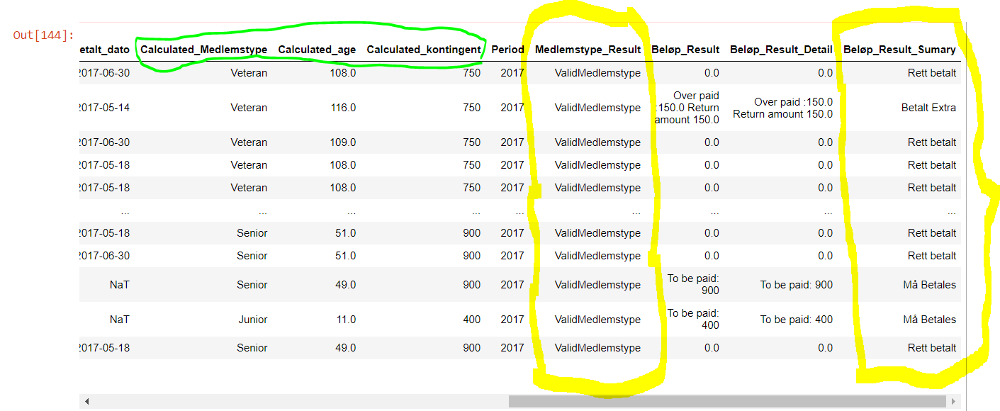 Out[144]:
etalt_dato Calculated_Medlemstype Calculated_age Calculated_kontingent Period Medlemstype_Result Beløp_Result Beløp_Result_Detail Beløp_Result_Sumary
2017-06-30 Veteran 108.0 750 2017 ValidMedlemstype 0.0 0.0 Rett betalt
2017-05-14 Veteran 116.0 750 2017 ValidMedlemstype Over paid :150.0 Return amount 150.0 Over paid :150.0 Return amount 150.0 Betalt Extra
2017-06-30 Veteran 109.0 750 2017 ValidMedlemstype 0.0 0.0 Rett betalt
2017-05-18 Veteran 108.0 750 2017 ValidMedlemstype 0.0 0.0 Rett betalt
2017-05-18 Veteran 108.0 750 2017 ValidMedlemstype 0.0 0.0 Rett betalt
... ... ... ... ... ... ... ... ...
2017-05-18 Senior 51.0 900 2017 ValidMedlemstype 0.0 0.0 Rett betalt
2017-06-30 Senior 51.0 900 2017 ValidMedlemstype 0.0 0.0 Rett betalt
NaT Senior 49.0 900 2017 ValidMedlemstype To be paid: 900 To be paid: 900 Må Betales
NaT Junior 11.0 400 2017 ValidMedlemstype To be paid: 400 To be paid: 400 Må Betales
2017-05-18 Senior 49.0 900 2017 ValidMedlemstype 0.0 0.0 Rett betalt